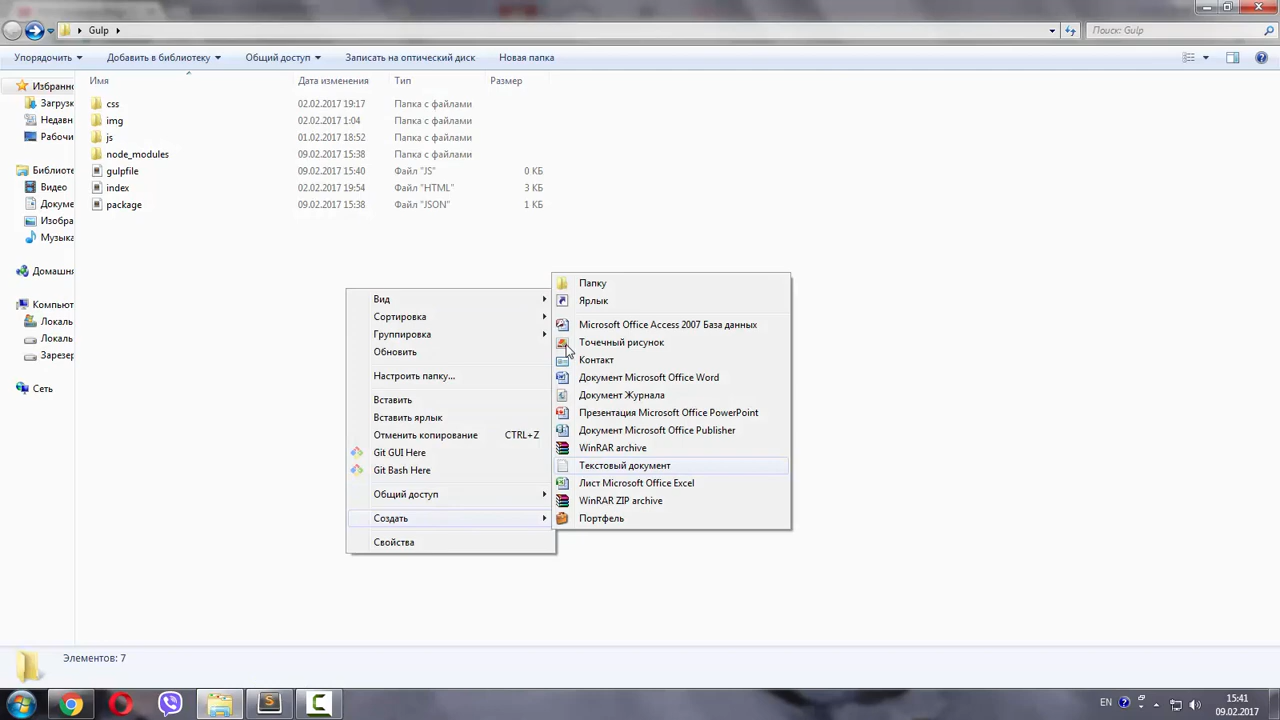 Gulp
Поиск: Gulp
Упорядочить
Добавить в библиотеку
Общий доступ
Записать на оптический диск
Новая папка
Имя
Дата изменения
Тип
Размер
Избранно
Загрузк
Недавн
Рабочи
Библиоте
Видео
Докуме
Изобра
Музыка
Домашня
Компьют
Локаль
Локаль
Зарезер
Сеть
css 02.02.2017 19:17 Папка с файлами
img 02.02.2017 1:04 Папка с файлами
js 01.02.2017 18:52 Папка с файлами
node_modules 09.02.2017 15:38 Папка с файлами
gulpfile 09.02.2017 15:40 Файл "JS" 0 КБ
index 02.02.2017 19:54 Файл "HTML" 3 КБ
package 09.02.2017 15:38 Файл "JSON" 1 КБ
Вид
Сортировка
Группировка
Обновить
Настроить папку...
Вставить
Вставить ярлык
Отменить копирование CTRL+Z
Git GUI Here
Git Bash Here
Общий доступ
Создать
Свойства
Папку
Ярлык
Microsoft Office Access 2007 База данных
Точечный рисунок
Контакт
Документ Microsoft Office Word
Документ Журнала
Презентация Microsoft Office PowerPoint
Документ Microsoft Office Publisher
WinRAR archive
Текстовый документ
Лист Microsoft Office Excel
WinRAR ZIP archive
Портфель
Элементов: 7
EN
15:41
09.02.2017